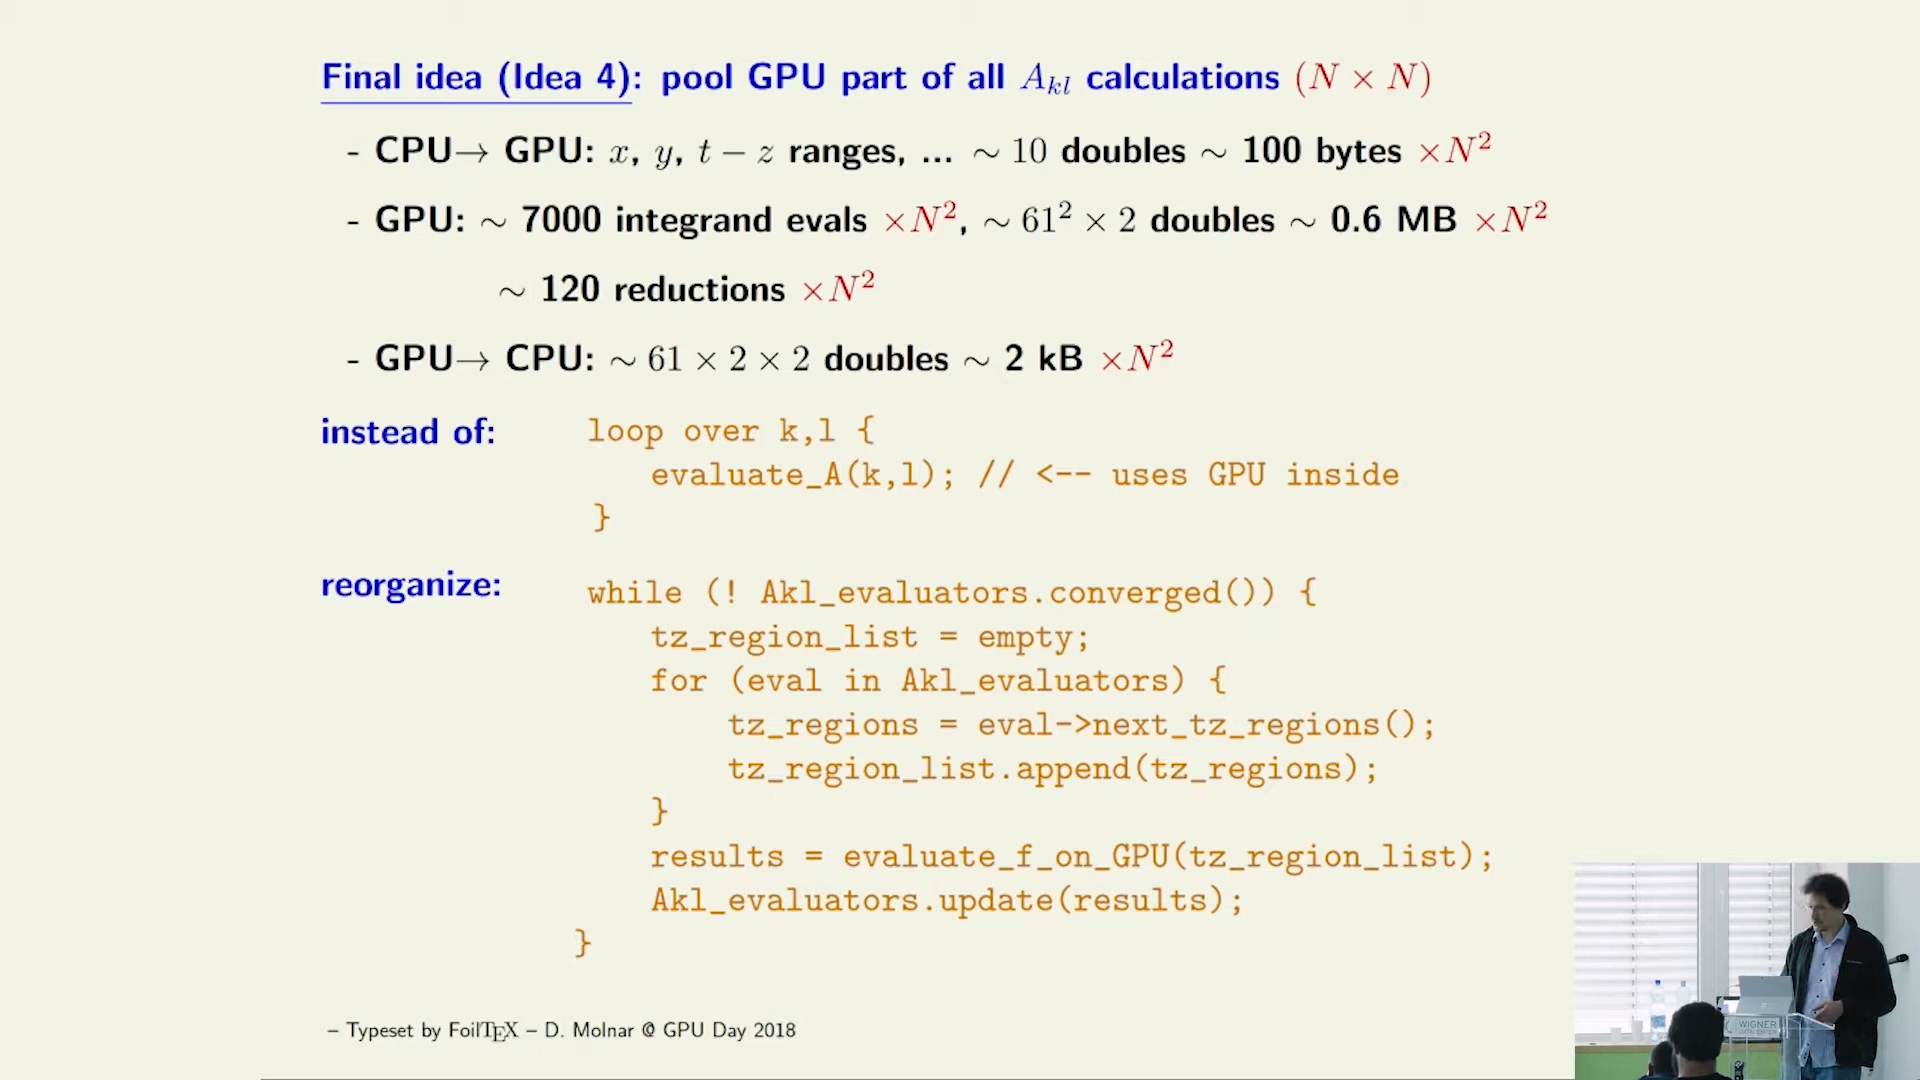 Final idea (Idea 4): pool GPU part of all Akl calculations (N × N)
- CPU→ GPU: x, y, t − z ranges, ... ∼ 10 doubles ∼ 100 bytes ×N²
- GPU: ∼ 7000 integrand evals ×N², ∼ 61² × 2 doubles ∼ 0.6 MB ×N²
∼ 120 reductions ×N²
- GPU→ CPU: ∼ 61 × 2 × 2 doubles ∼ 2 kB ×N²
instead of: loop over k,l {
evaluate_A(k,l); // <-- uses GPU inside
}
reorganize: while (! Akl_evaluators.converged()) {
tz_region_list = empty;
for (eval in Akl_evaluators) {
tz_regions = eval->next_tz_regions();
tz_region_list.append(tz_regions);
}
results = evaluate_f_on_GPU(tz_region_list);
Akl_evaluators.update(results);
}
– Typeset by FoilTEX – D. Molnar @ GPU Day 2018
WIGNER